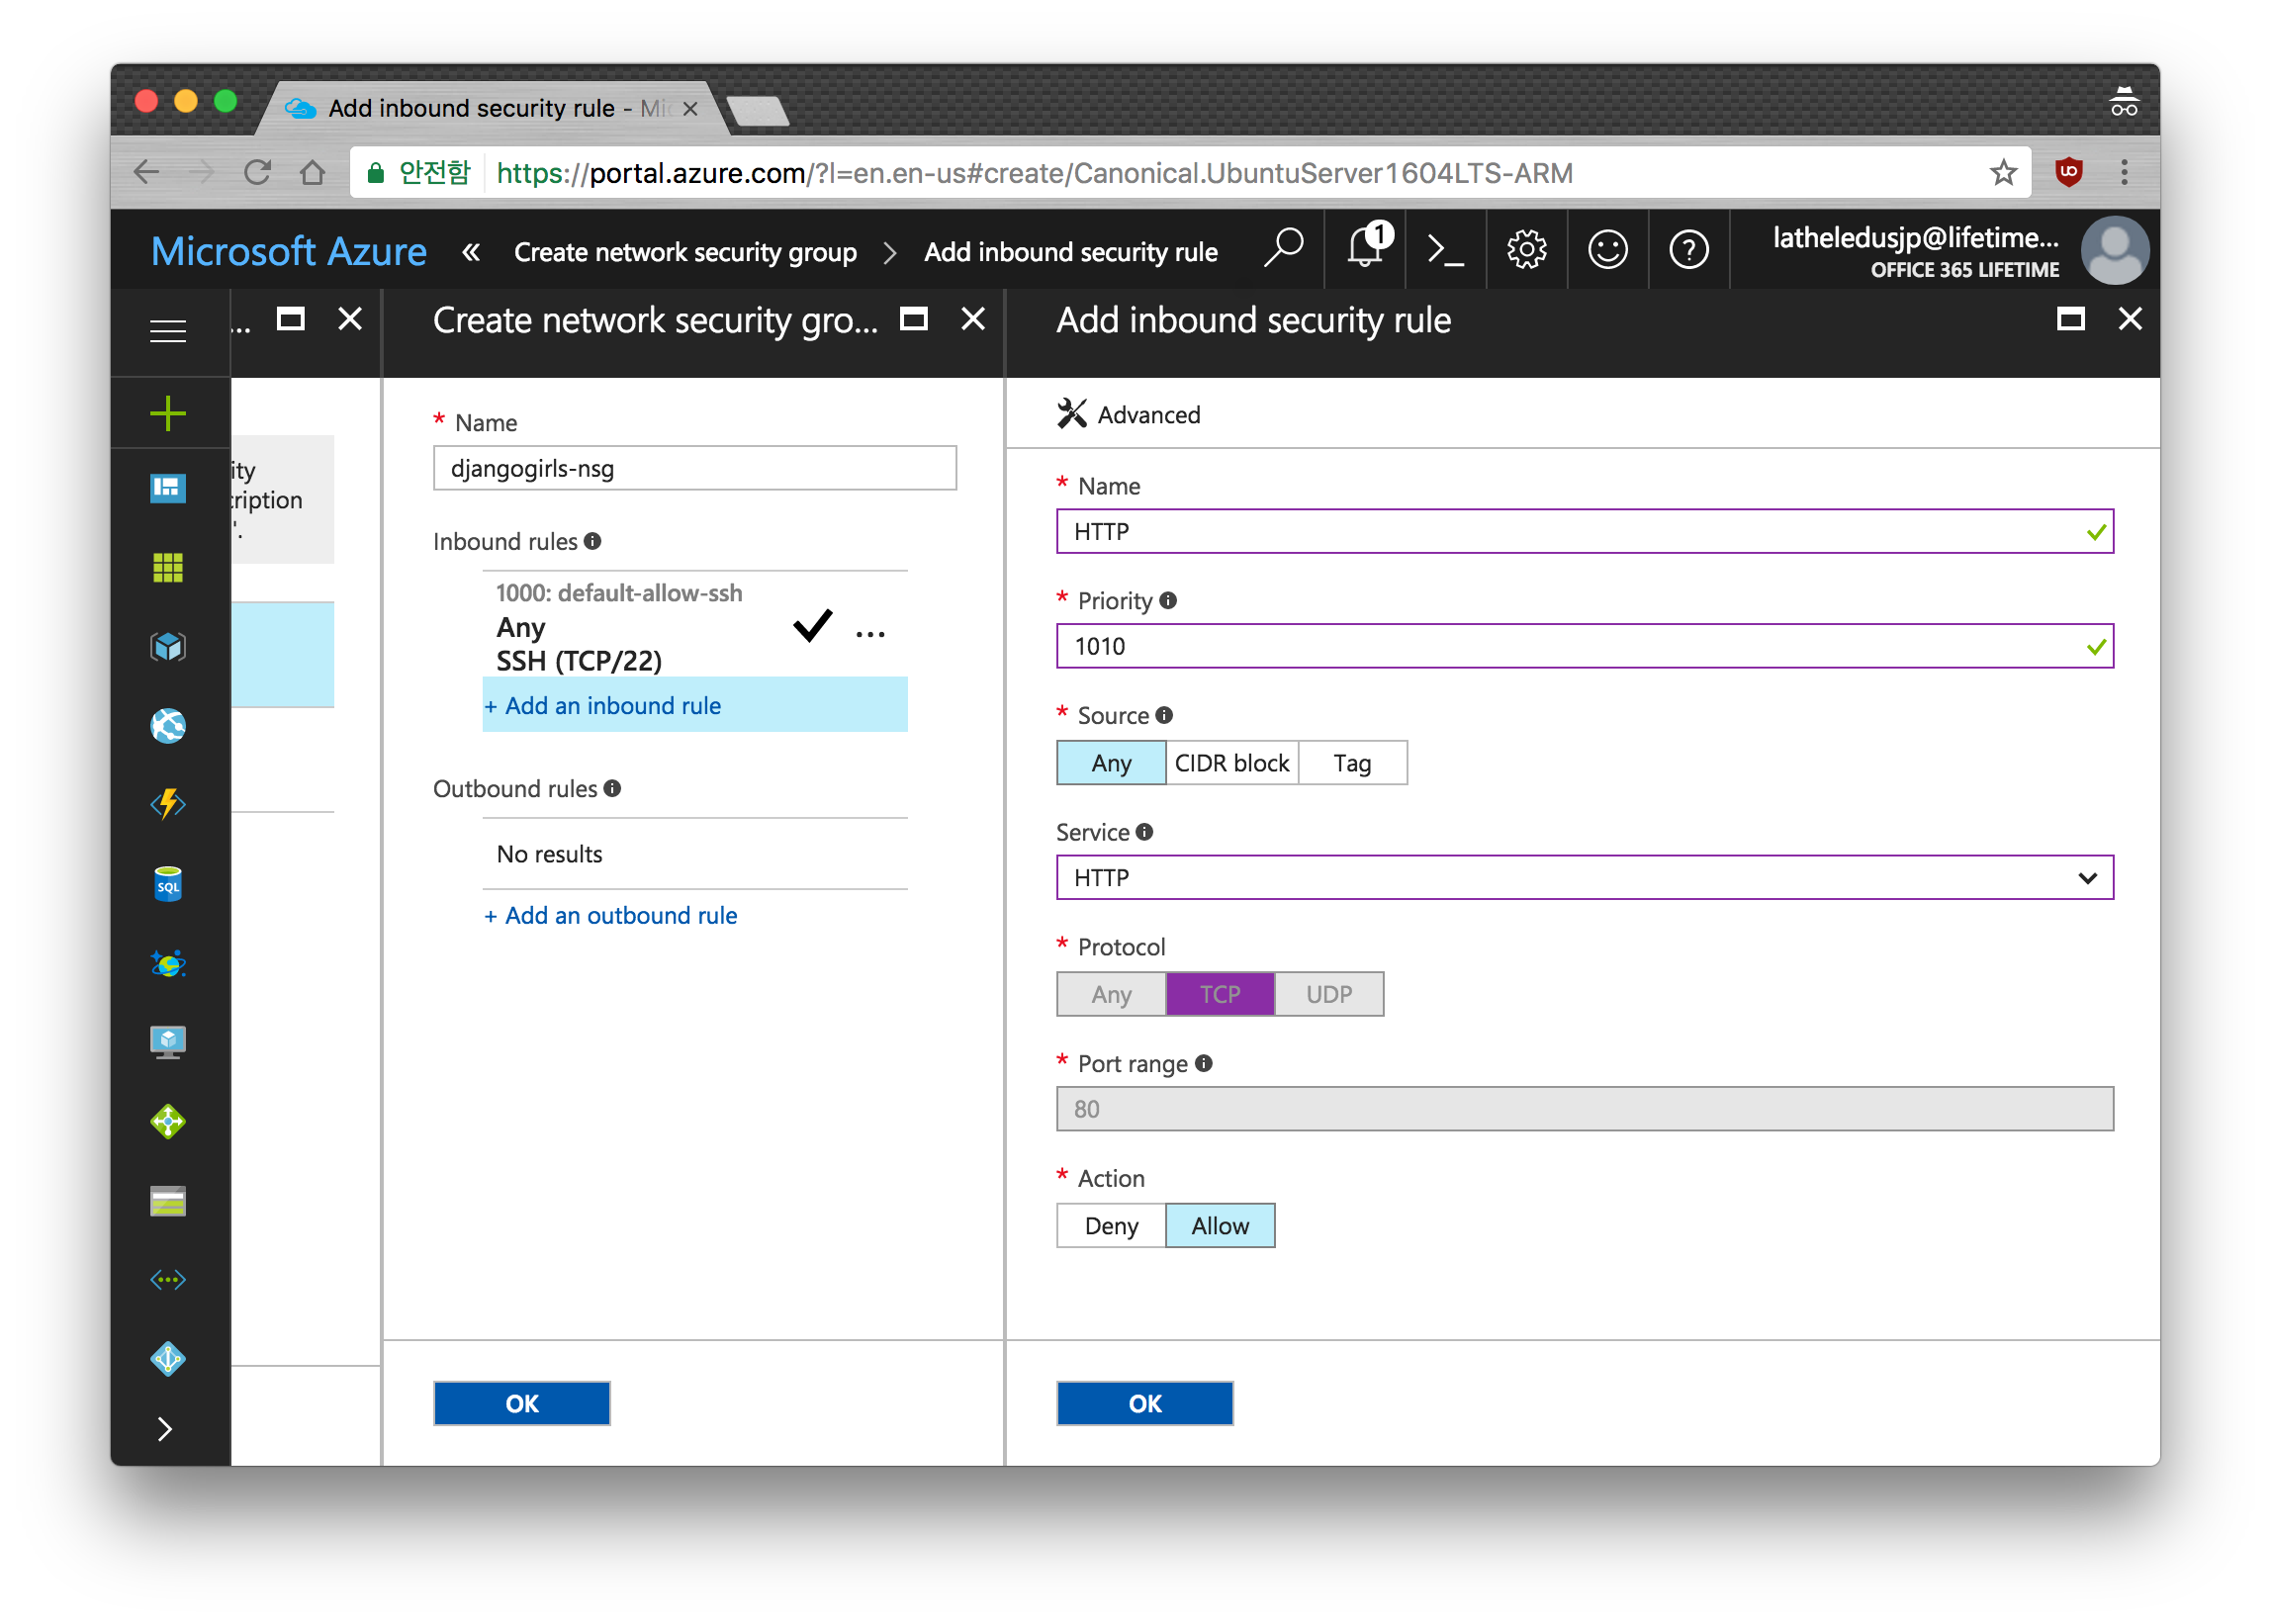 Add inbound security rule - Mic
안전함
https://portal.azure.com/?l=en.en-us#create/Canonical.UbuntuServer1604LTS-ARM
Microsoft Azure
Create network security group
Add inbound security rule
1
latheledusjp@lifetime...
OFFICE 365 LIFETIME
...
Create network security gro...
Add inbound security rule
ity
cription
'.
* Name
djangogirls-nsg
Inbound rules
1000: default-allow-ssh
Any
SSH (TCP/22)
...
+ Add an inbound rule
Outbound rules
No results
+ Add an outbound rule
OK
Advanced
* Name
HTTP
* Priority
1010
* Source
Any CIDR block Tag
Service
HTTP
* Protocol
Any TCP UDP
* Port range
80
* Action
Deny Allow
OK
SQL